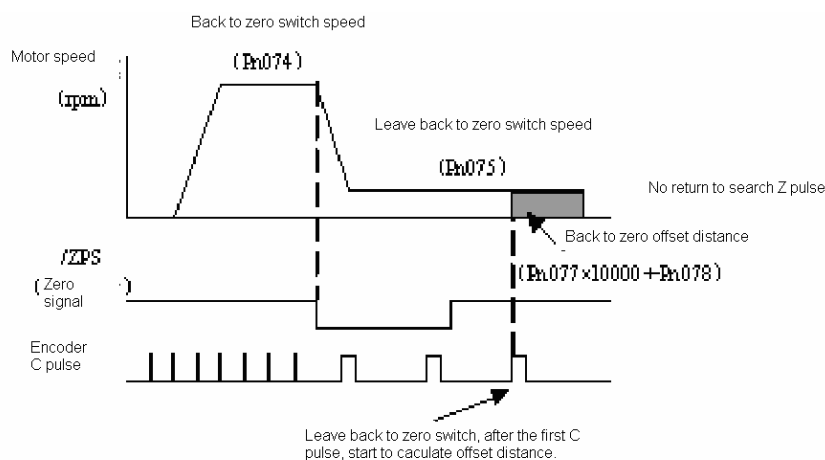 Back to zero switch speed
Motor speed
(Pn074)
(rpm)
Leave back to zero switch speed
(Pn075)
No return to search Z pulse
Back to zero offset distance
/ZPS
(Pn077×10000+Pn078)
(Zero
signal)
Encoder
C pulse
Leave back to zero switch, after the first C
pulse, start to caculate offset distance.